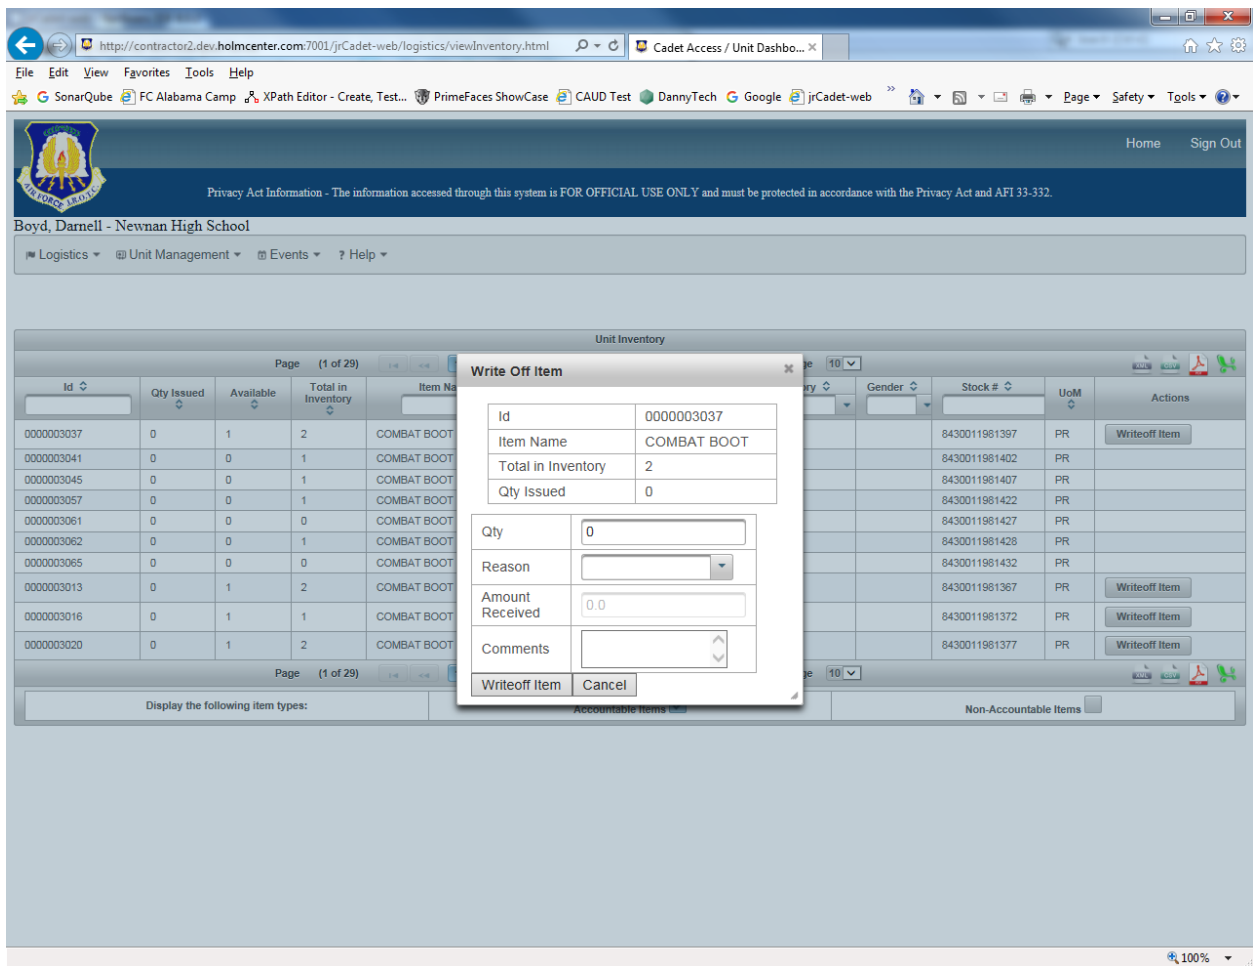 http://contractor2.dev.holmcenter.com:7001/jrCadet-web/logistics/viewInventory.html
Cadet Access / Unit Dashbo...
File Edit View Favorites Tools Help
SonarQube FC Alabama Camp XPath Editor - Create, Test... PrimeFaces ShowCase CAUD Test DannyTech Google jrCadet-web » Page Safety Tools
Home Sign Out
AIR FORCE JROTC
Privacy Act Information - The information accessed through this system is FOR OFFICIAL USE ONLY and must be protected in accordance with the Privacy Act and AFI 33-332.
Boyd, Darnell - Newnan High School
Logistics Unit Management Events ? Help
Unit Inventory
Page (1 of 29) 10 XML CSV
Id Qty Issued Available Total in Inventory Item Na ry Gender Stock # UoM Actions
0000003037 0 1 2 COMBAT BOOT 8430011981397 PR Writeoff Item
0000003041 0 0 1 COMBAT BOOT 8430011981402 PR
0000003045 0 0 1 COMBAT BOOT 8430011981407 PR
0000003057 0 0 1 COMBAT BOOT 8430011981422 PR
0000003061 0 0 0 COMBAT BOOT 8430011981427 PR
0000003062 0 0 1 COMBAT BOOT 8430011981428 PR
0000003065 0 0 0 COMBAT BOOT 8430011981432 PR
0000003013 0 1 2 COMBAT BOOT 8430011981367 PR Writeoff Item
0000003016 0 1 1 COMBAT BOOT 8430011981372 PR Writeoff Item
0000003020 0 1 2 COMBAT BOOT 8430011981377 PR Writeoff Item
Page (1 of 29) 10 XML CSV
Display the following item types: Accountable Items Non-Accountable Items
Write Off Item
Id 0000003037
Item Name COMBAT BOOT
Total in Inventory 2
Qty Issued 0
Qty 0
Reason
Amount Received 0.0
Comments
Writeoff Item Cancel
100%